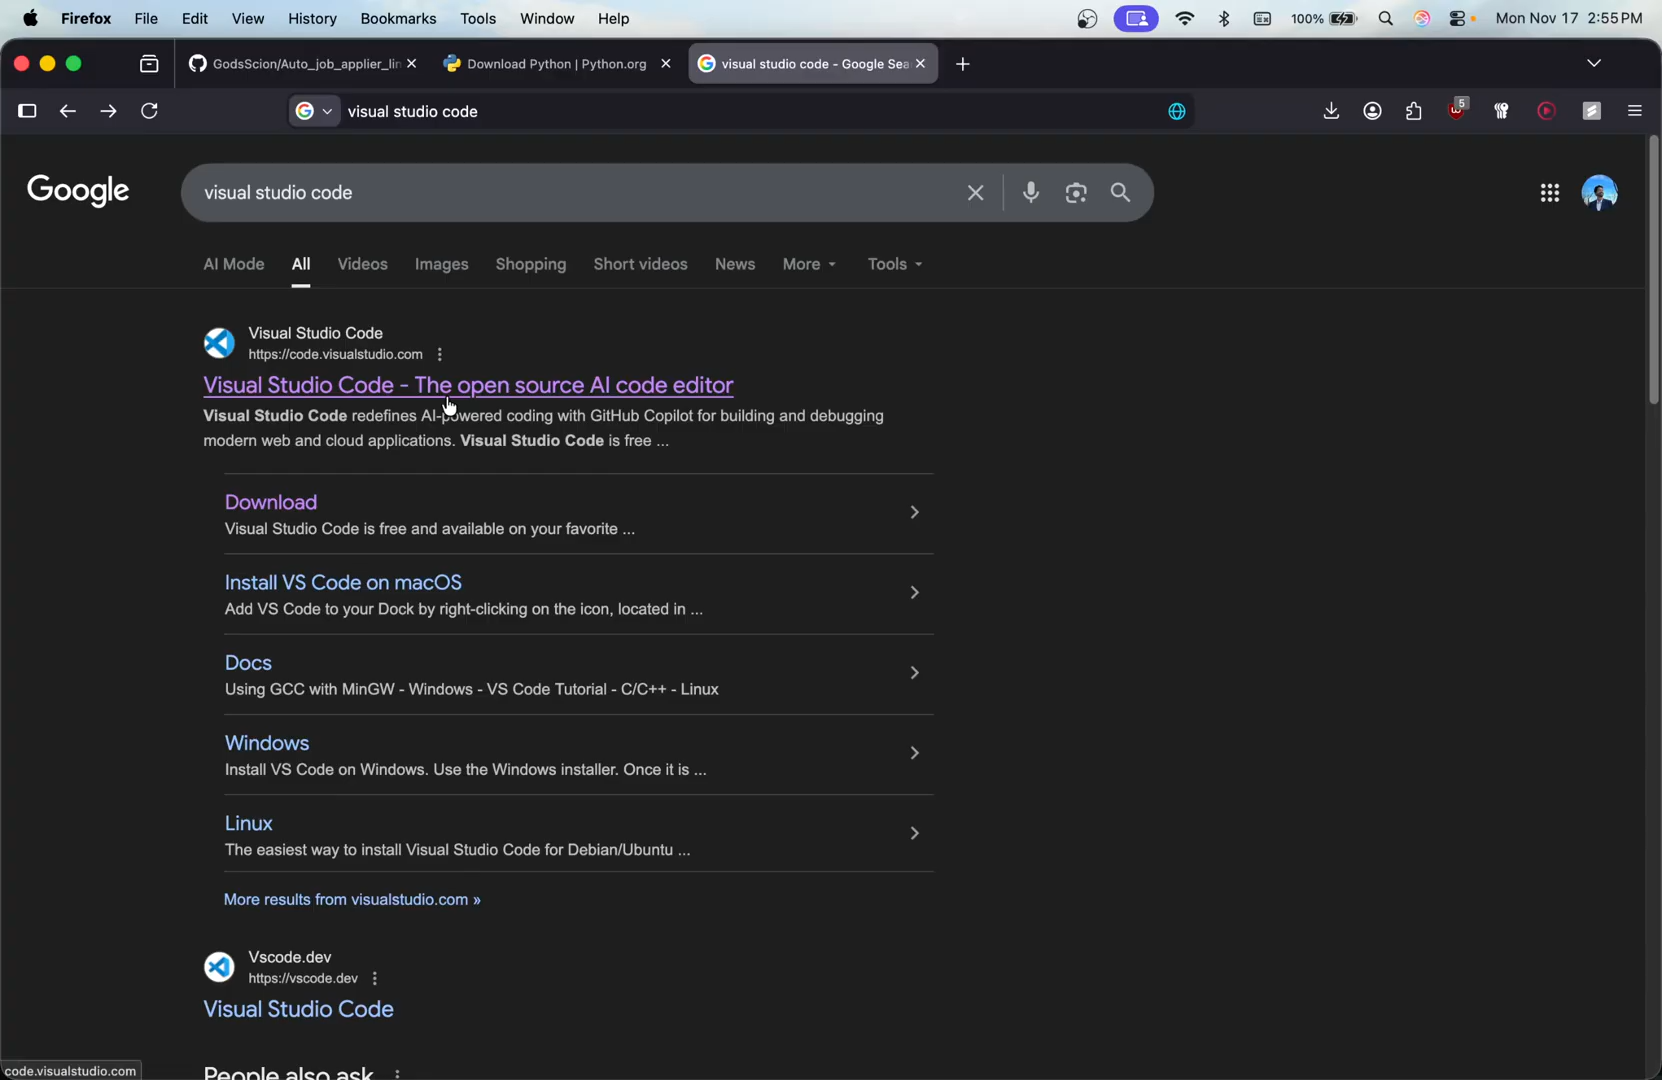 Firefox File Edit View History Bookmarks Tools Window Help 100% Mon Nov 17 2:55 PM
GodsScion/Auto_job_applier_lin
Download Python | Python.org
visual studio code - Google Sea
visual studio code
5
Google
visual studio code
AI Mode All Videos Images Shopping Short videos News More Tools
Visual Studio Code
https://code.visualstudio.com
Visual Studio Code - The open source AI code editor
Visual Studio Code redefines AI-powered coding with GitHub Copilot for building and debugging
modern web and cloud applications. Visual Studio Code is free ...
Download
Visual Studio Code is free and available on your favorite ...
Install VS Code on macOS
Add VS Code to your Dock by right-clicking on the icon, located in ...
Docs
Using GCC with MinGW - Windows - VS Code Tutorial - C/C++ - Linux
Windows
Install VS Code on Windows. Use the Windows installer. Once it is ...
Linux
The easiest way to install Visual Studio Code for Debian/Ubuntu ...
More results from visualstudio.com »
Vscode.dev
https://vscode.dev
Visual Studio Code
People also ask
code.visualstudio.com